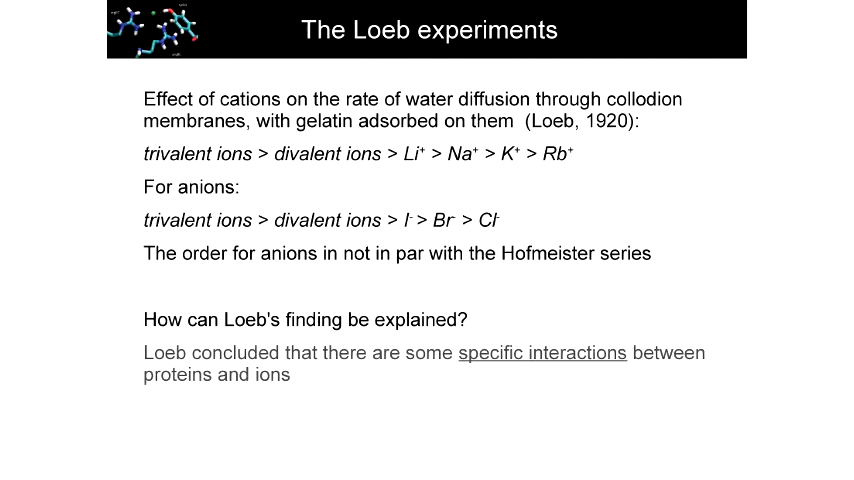 The Loeb experiments
Effect of cations on the rate of water diffusion through collodion
membranes, with gelatin adsorbed on them (Loeb, 1920):
trivalent ions > divalent ions > Li⁺ > Na⁺ > K⁺ > Rb⁺
For anions:
trivalent ions > divalent ions > I⁻ > Br⁻ > Cl⁻
The order for anions in not in par with the Hofmeister series
How can Loeb's finding be explained?
Loeb concluded that there are some specific interactions between
proteins and ions